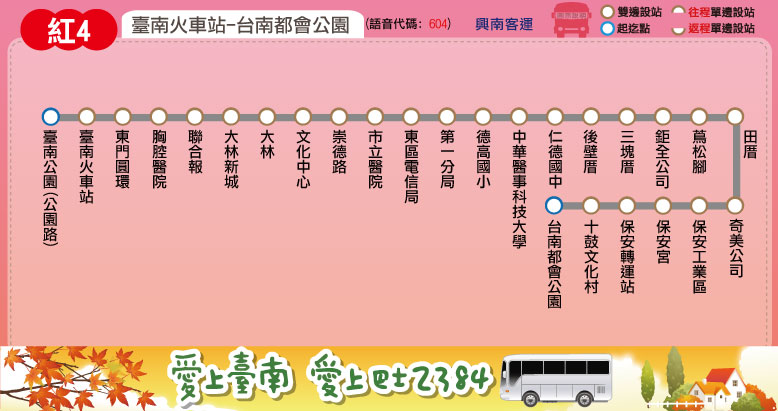 紅4
臺南火車站-台南都會公園
(語音代碼: 604)
興南客運
雙邊設站
往程單邊設站
起迄點
返程單邊設站
臺南公園(公園路)
臺南火車站
東門圓環
胸腔醫院
聯合報
大林新城
大林
文化中心
崇德路
市立醫院
東區電信局
第一分局
德高國小
中華醫事科技大學
仁德國中
後壁厝
三塊厝
鉅全公司
蔦松腳
田厝
奇美公司
保安工業區
保安宮
保安轉運站
十鼓文化村
台南都會公園
愛上臺南 愛上巴士2384